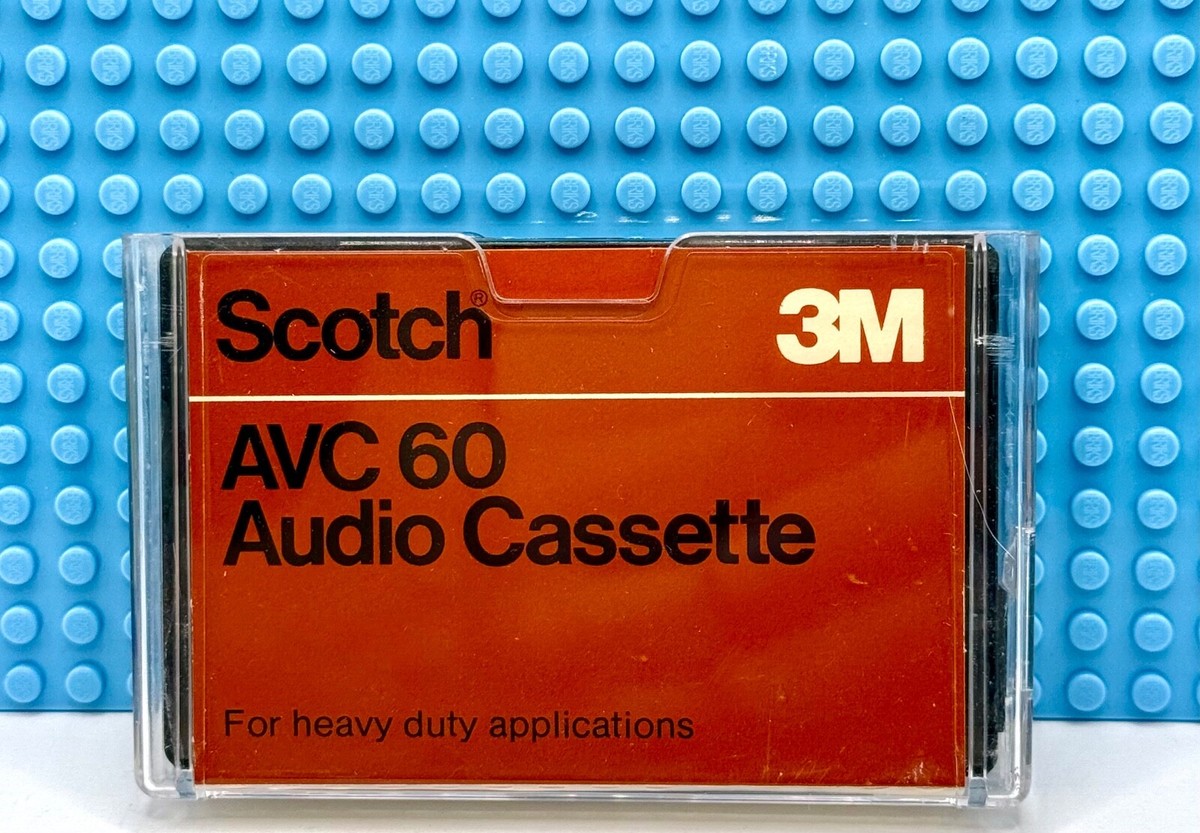 Scotch®
3M
AVC 60
Audio Cassette
For heavy duty applications